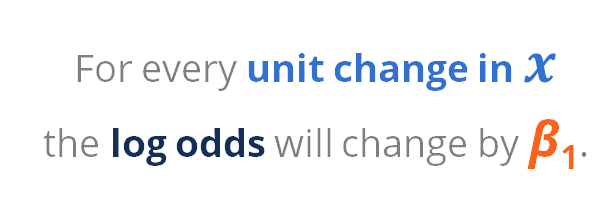 For every unit change in x
the log odds will change by β₁.